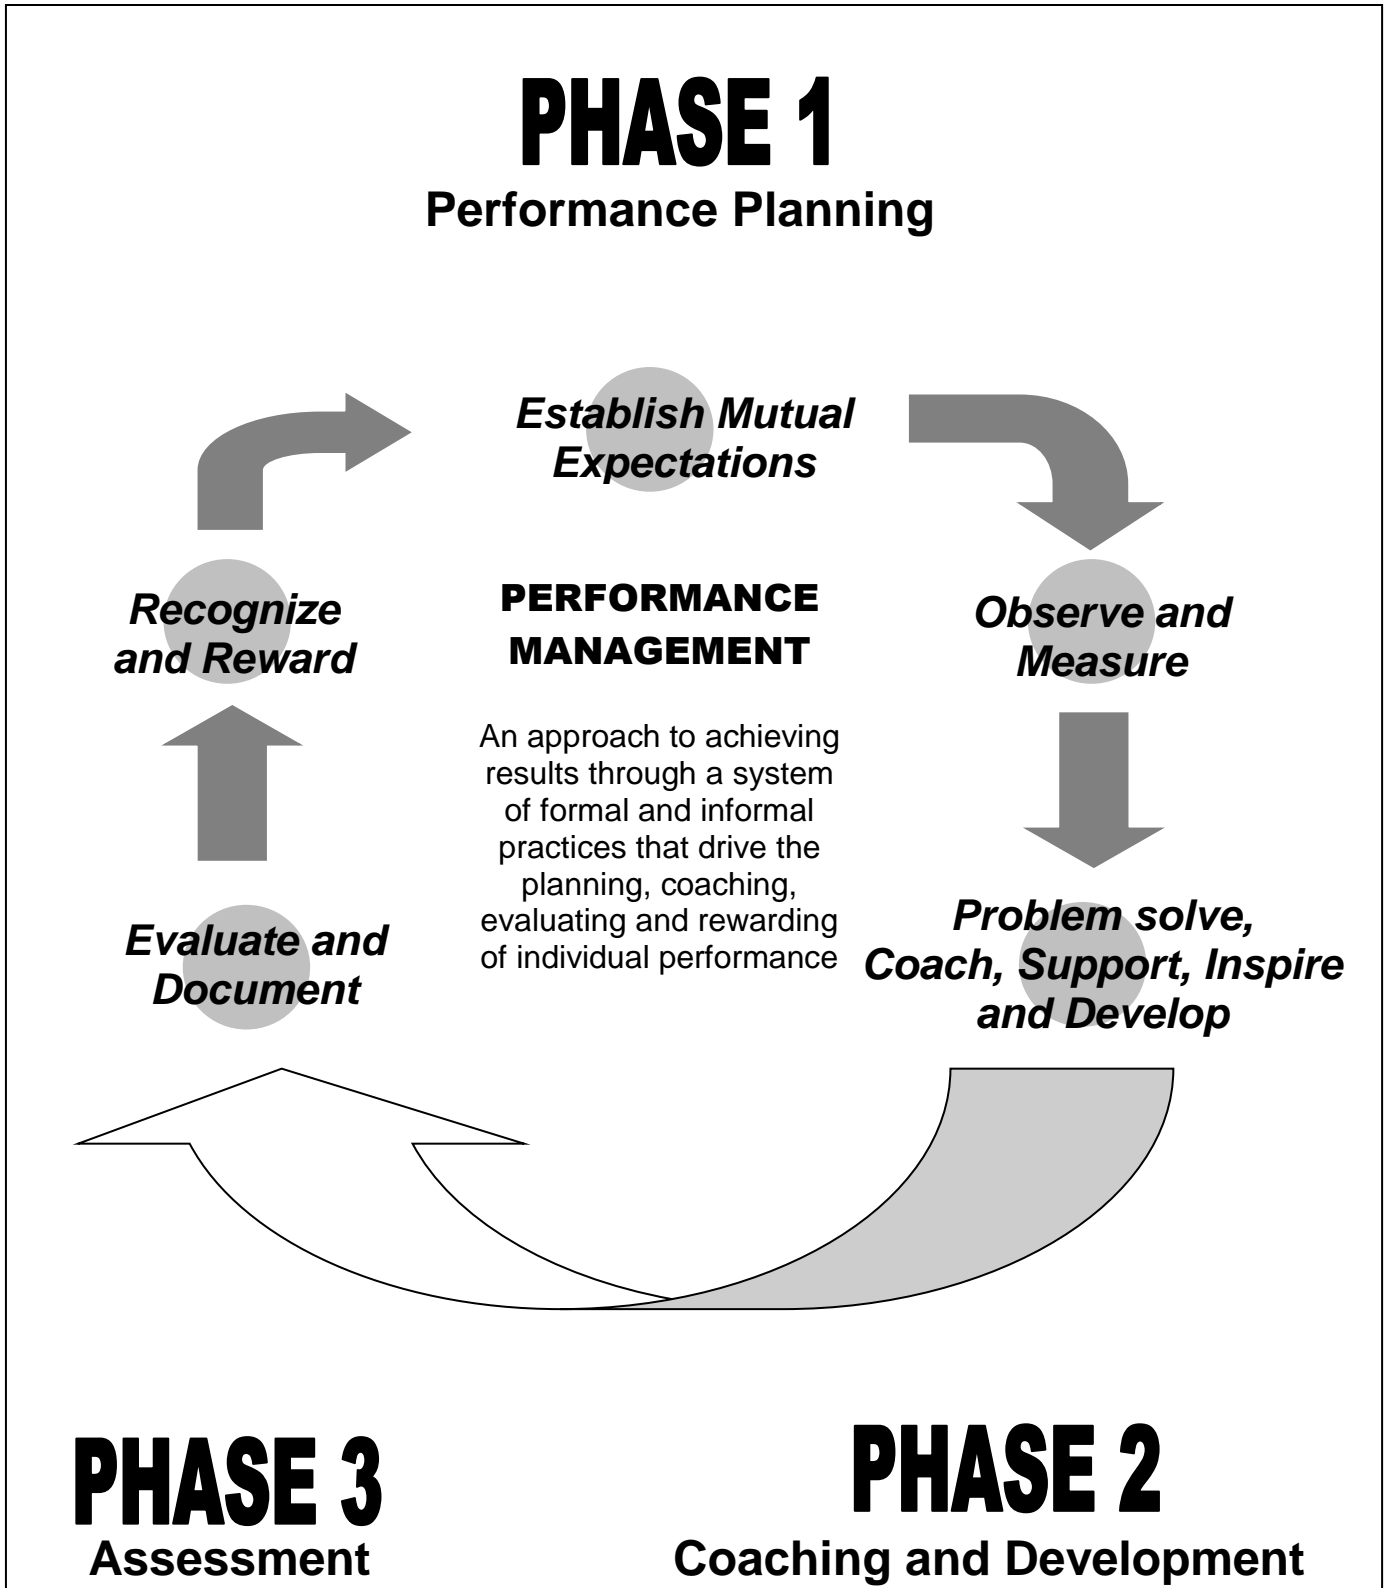 PHASE 1
Performance Planning
Establish Mutual
Expectations
Recognize
and Reward
PERFORMANCE
MANAGEMENT
Observe and
Measure
An approach to achieving
results through a system
of formal and informal
practices that drive the
planning, coaching,
evaluating and rewarding
of individual performance
Evaluate and
Document
Problem solve,
Coach, Support, Inspire
and Develop
PHASE 3
Assessment
PHASE 2
Coaching and Development